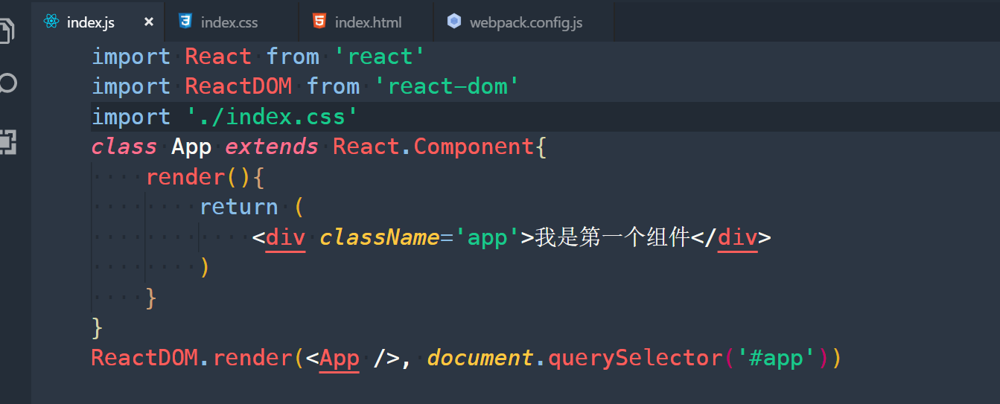 index.js × index.css index.html webpack.config.js
import React from 'react'
import ReactDOM from 'react-dom'
import './index.css'
class App extends React.Component{
    render(){
        return (
            <div className='app'>我是第一个组件</div>
        )
    }
}
ReactDOM.render(<App />, document.querySelector('#app'))